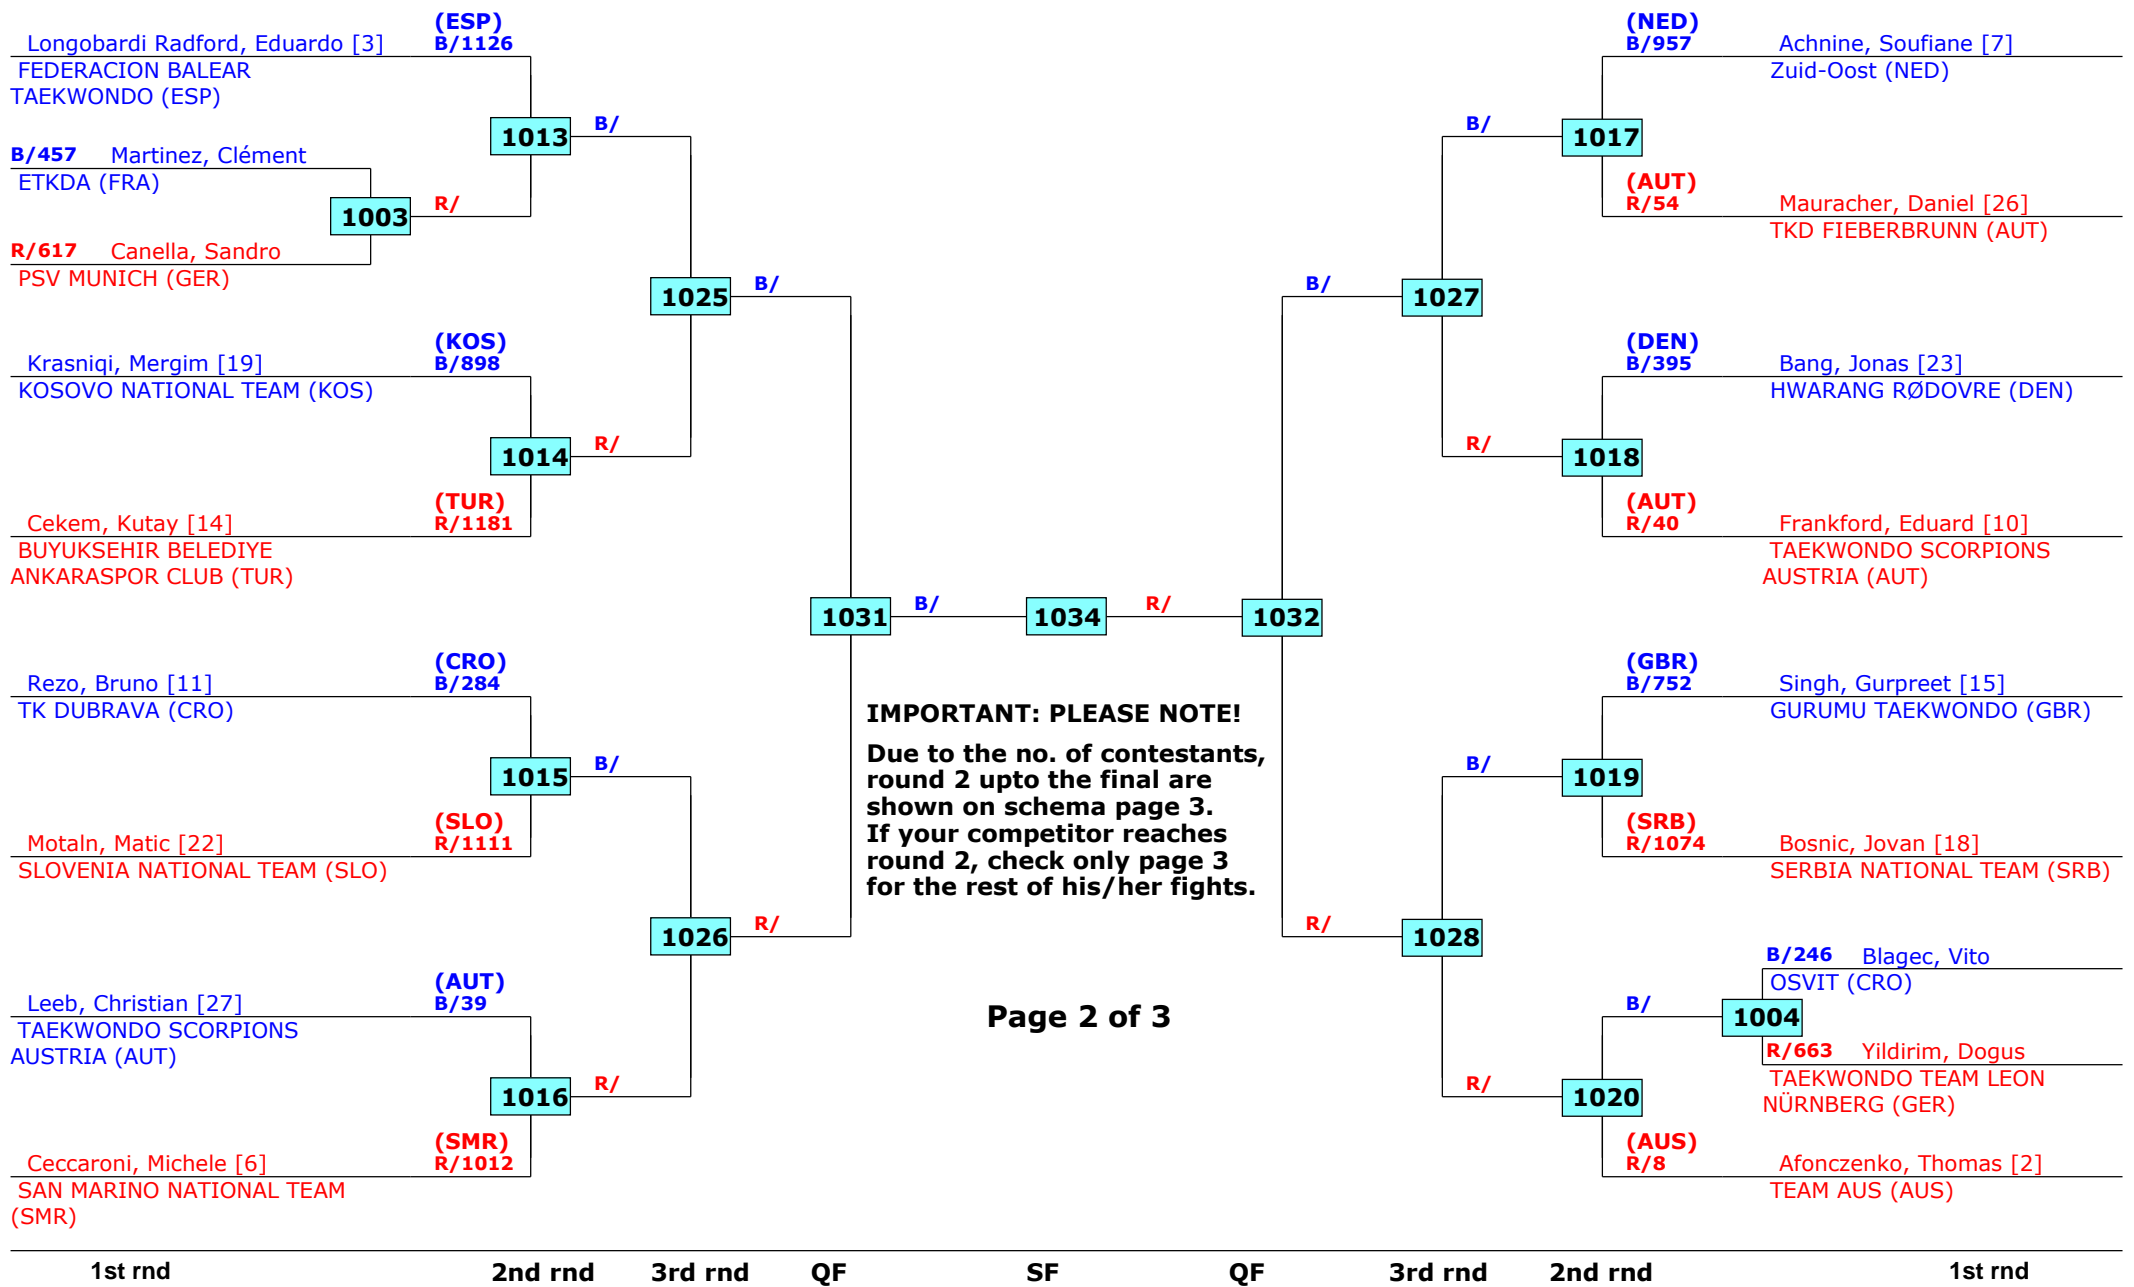 (ESP)
Longobardi Radford, Eduardo [3] B/1126
FEDERACION BALEAR
TAEKWONDO (ESP)
1013 B/
B/457 Martinez, Clément
ETKDA (FRA)
1003 R/
R/617 Canella, Sandro
PSV MUNICH (GER)
1025 B/
(KOS)
Krasniqi, Mergim [19] B/898
KOSOVO NATIONAL TEAM (KOS)
1014 R/
(TUR)
Cekem, Kutay [14] R/1181
BUYUKSEHIR BELEDIYE
ANKARASPOR CLUB (TUR)
1031 B/ 1034 R/ 1032
(CRO)
Rezo, Bruno [11] B/284
TK DUBRAVA (CRO)
1015 B/
(SLO)
Motaln, Matic [22] R/1111
SLOVENIA NATIONAL TEAM (SLO)
1026 R/
(AUT)
Leeb, Christian [27] B/39
TAEKWONDO SCORPIONS
AUSTRIA (AUT)
1016 R/
(SMR)
Ceccaroni, Michele [6] R/1012
SAN MARINO NATIONAL TEAM
(SMR)
IMPORTANT: PLEASE NOTE!
Due to the no. of contestants,
round 2 upto the final are
shown on schema page 3.
If your competitor reaches
round 2, check only page 3
for the rest of his/her fights.
Page 2 of 3
(NED)
B/957 Achnine, Soufiane [7]
Zuid-Oost (NED)
B/ 1017
(AUT)
R/54 Mauracher, Daniel [26]
TKD FIEBERBRUNN (AUT)
B/ 1027
(DEN)
B/395 Bang, Jonas [23]
HWARANG RØDOVRE (DEN)
R/ 1018
(AUT)
R/40 Frankford, Eduard [10]
TAEKWONDO SCORPIONS
AUSTRIA (AUT)
(GBR)
B/752 Singh, Gurpreet [15]
GURUMU TAEKWONDO (GBR)
B/ 1019
(SRB)
R/1074 Bosnic, Jovan [18]
SERBIA NATIONAL TEAM (SRB)
R/ 1028
B/246 Blagec, Vito
OSVIT (CRO)
B/ 1004
R/663 Yildirim, Dogus
TAEKWONDO TEAM LEON
NÜRNBERG (GER)
R/ 1020
(AUS)
R/8 Afonczenko, Thomas [2]
TEAM AUS (AUS)
1st rnd 2nd rnd 3rd rnd QF SF QF 3rd rnd 2nd rnd 1st rnd